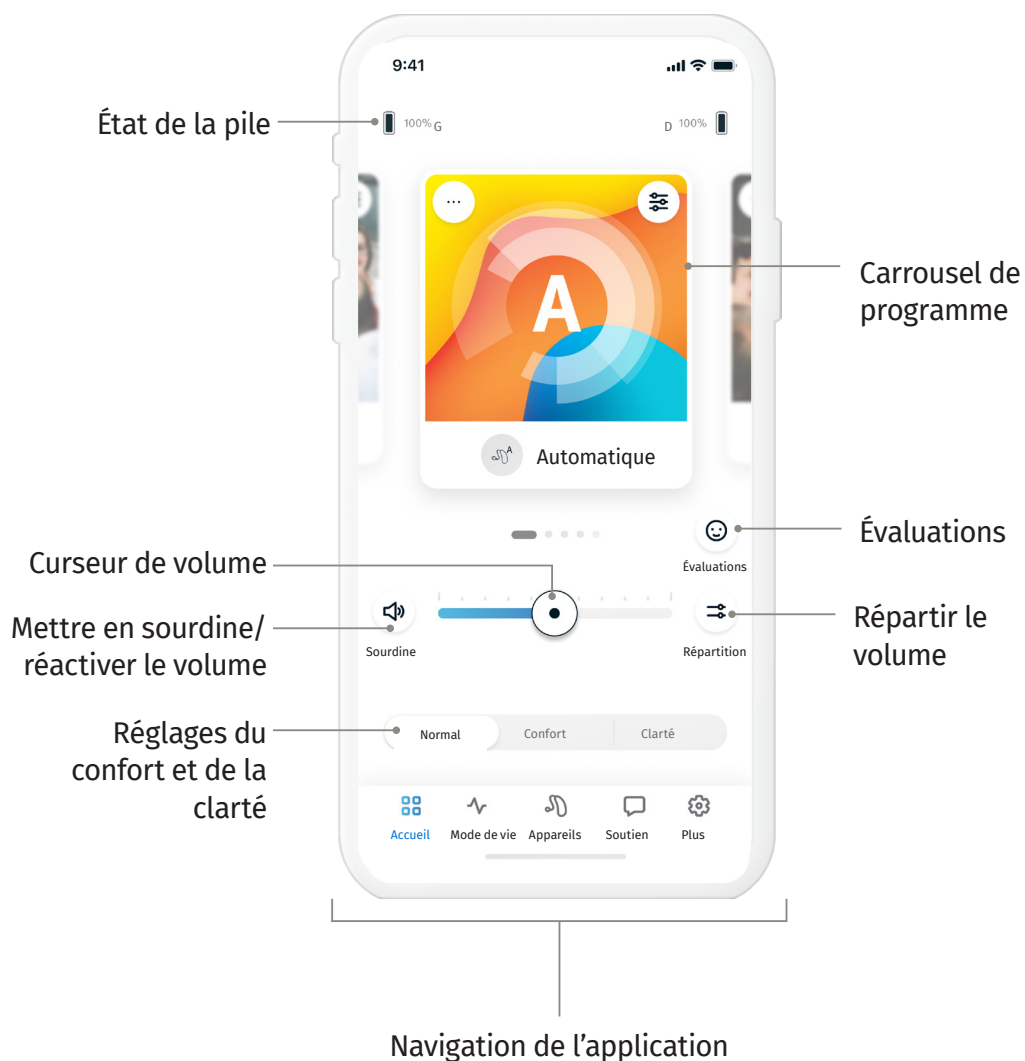 9:41
État de la pile
100% G
D 100%
...
A
Carrousel de
programme
A
Automatique
Évaluations
Évaluations
Curseur de volume
Mettre en sourdine/
réactiver le volume
Sourdine
Répartition
Répartir le
volume
Réglages du
confort et de la
clarté
Normal
Confort
Clarté
Accueil
Mode de vie
Appareils
Soutien
Plus
Navigation de l’application